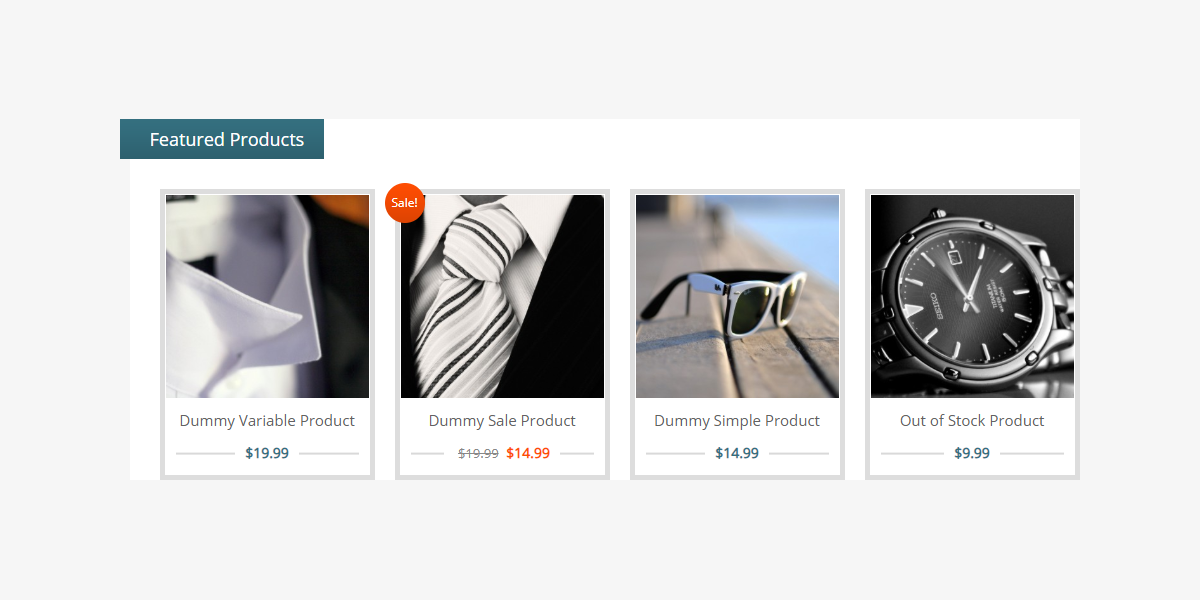 Featured Products
Sale!
SEIKO
Dummy Variable Product
Dummy Sale Product
Dummy Simple Product
Out of Stock Product
$19.99
$19.99 $14.99
$14.99
$9.99